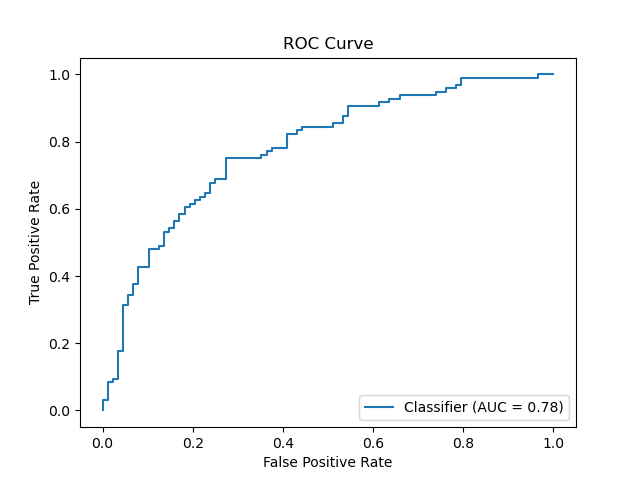 ROC Curve
1.0
0.8
0.6
0.4
0.2
0.0
True Positive Rate
Classifier (AUC = 0.78)
0.0 0.2 0.4 0.6 0.8 1.0
False Positive Rate